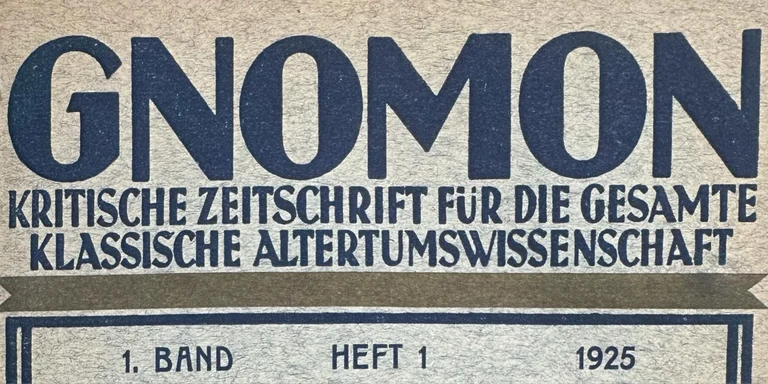 GNOMON
KRITISCHE ZEITSCHRIFT FÜR DIE GESAMTE
KLASSISCHE ALTERTUMSWISSENSCHAFT
1. BAND HEFT 1 1925